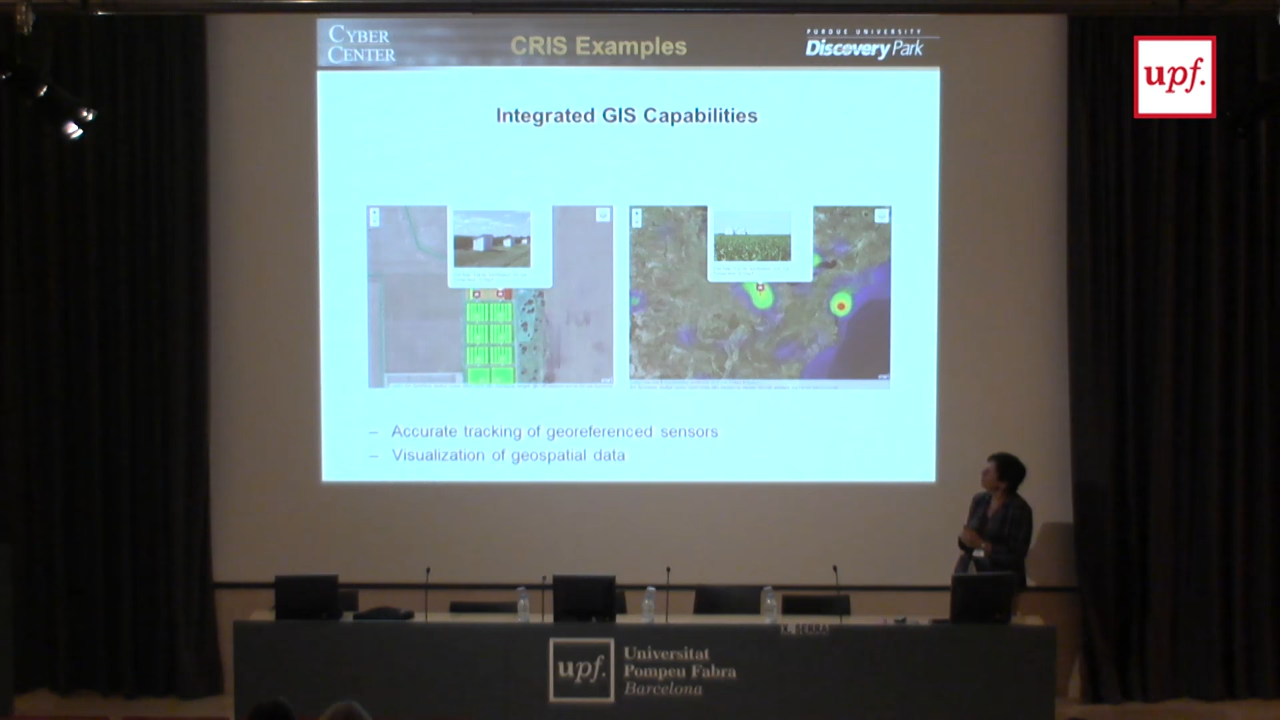 CYBER
CENTER
CRIS Examples
PURDUE UNIVERSITY
Discovery Park
upf.
Integrated GIS Capabilities
– Accurate tracking of georeferenced sensors
– Visualization of geospatial data
X. SERRA
upf.
Universitat
Pompeu Fabra
Barcelona